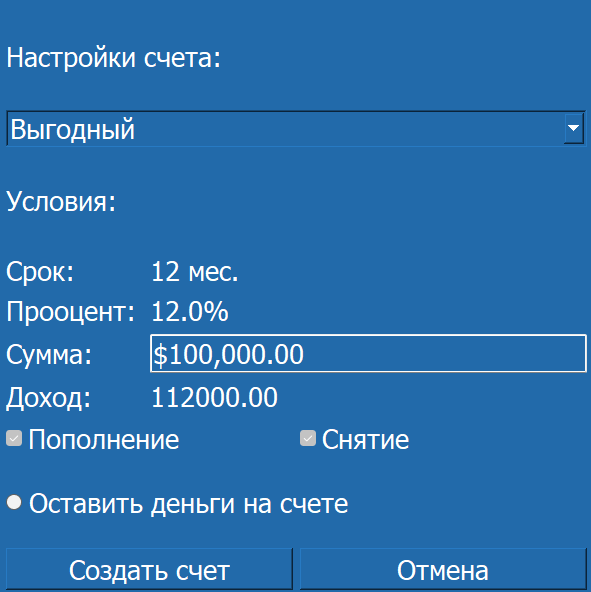 Настройки счета:
Выгодный
Условия:
Срок: 12 мес.
Прооцент: 12.0%
Сумма: $100,000.00
Доход: 112000.00
Пополнение Снятие
Оставить деньги на счете
Создать счет Отмена